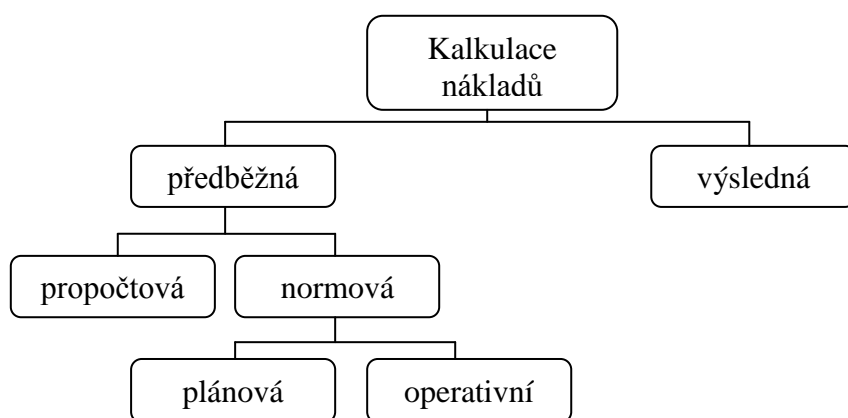 Kalkulace
nákladů
předběžná
výsledná
propočtová
normová
plánová
operativní